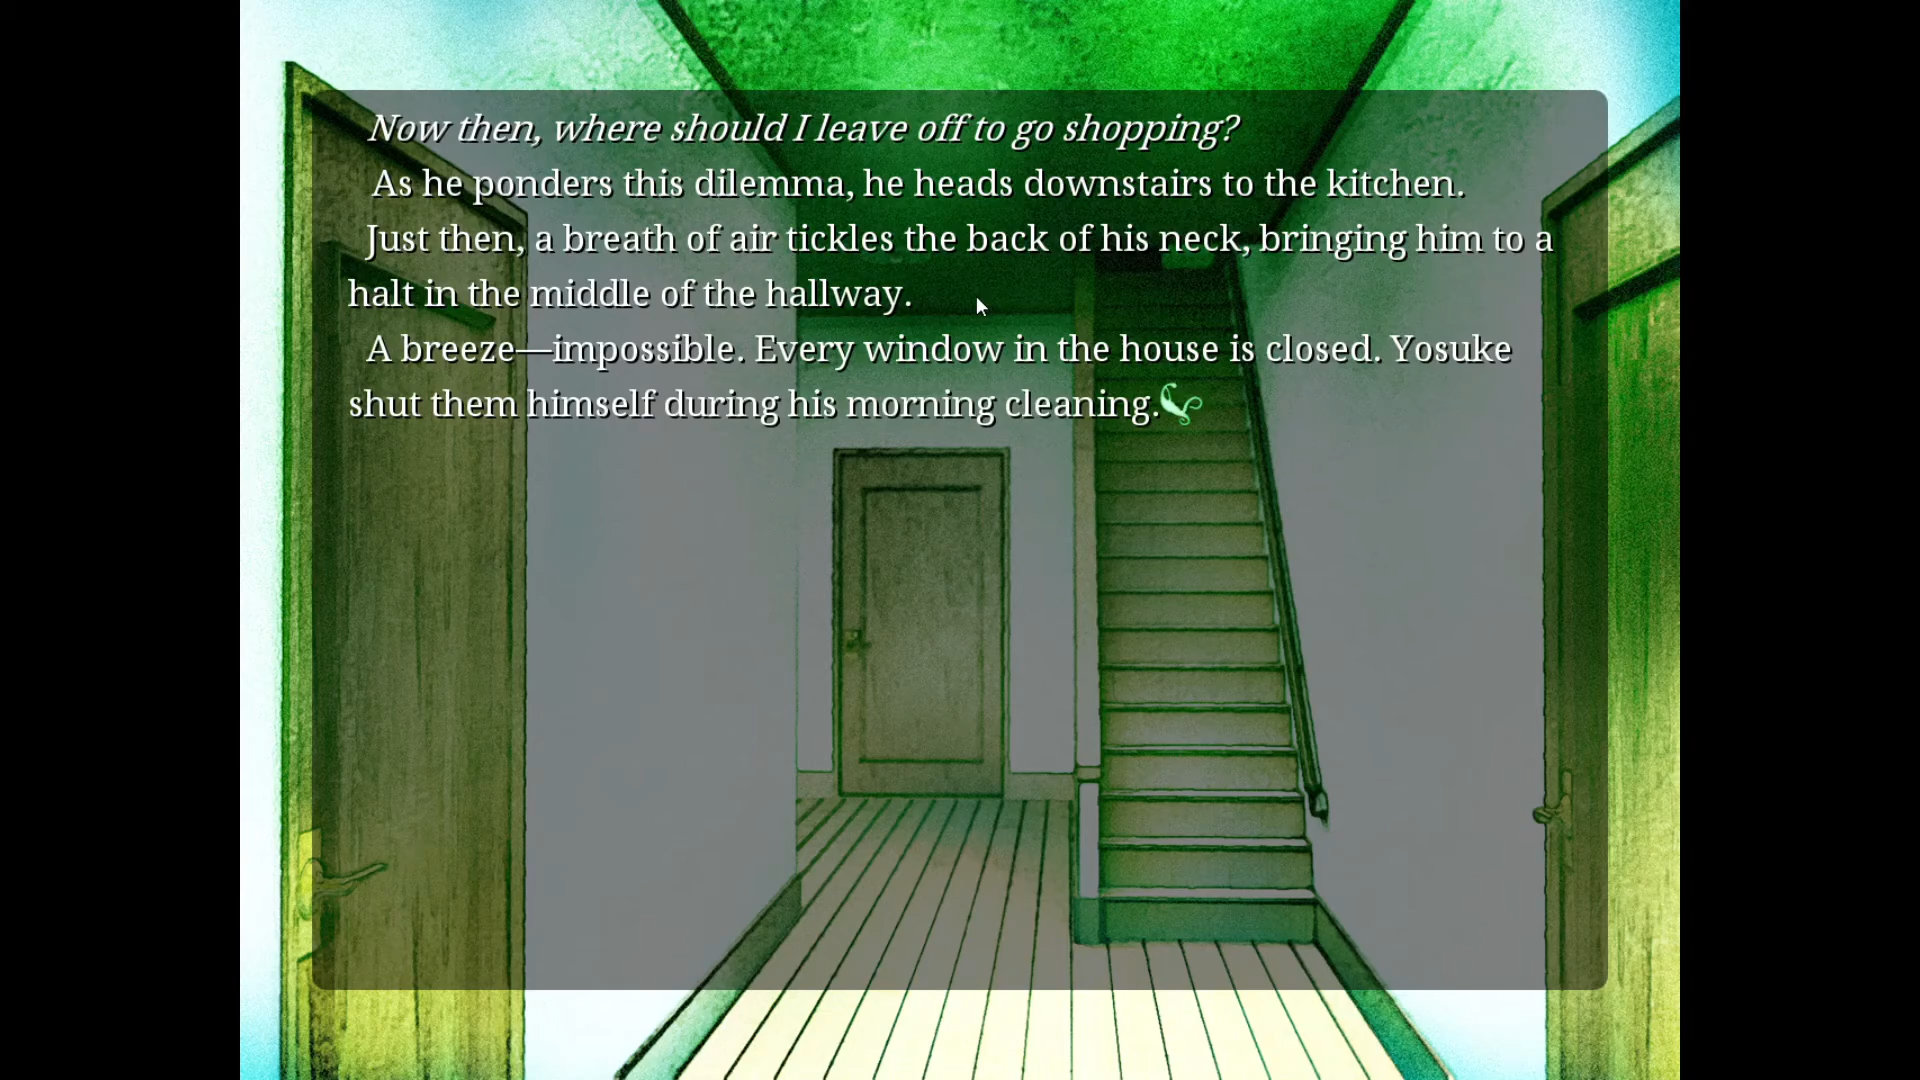 Now then, where should I leave off to go shopping?
As he ponders this dilemma, he heads downstairs to the kitchen.
Just then, a breath of air tickles the back of his neck, bringing him to a
halt in the middle of the hallway.
A breeze—impossible. Every window in the house is closed. Yosuke
shut them himself during his morning cleaning.